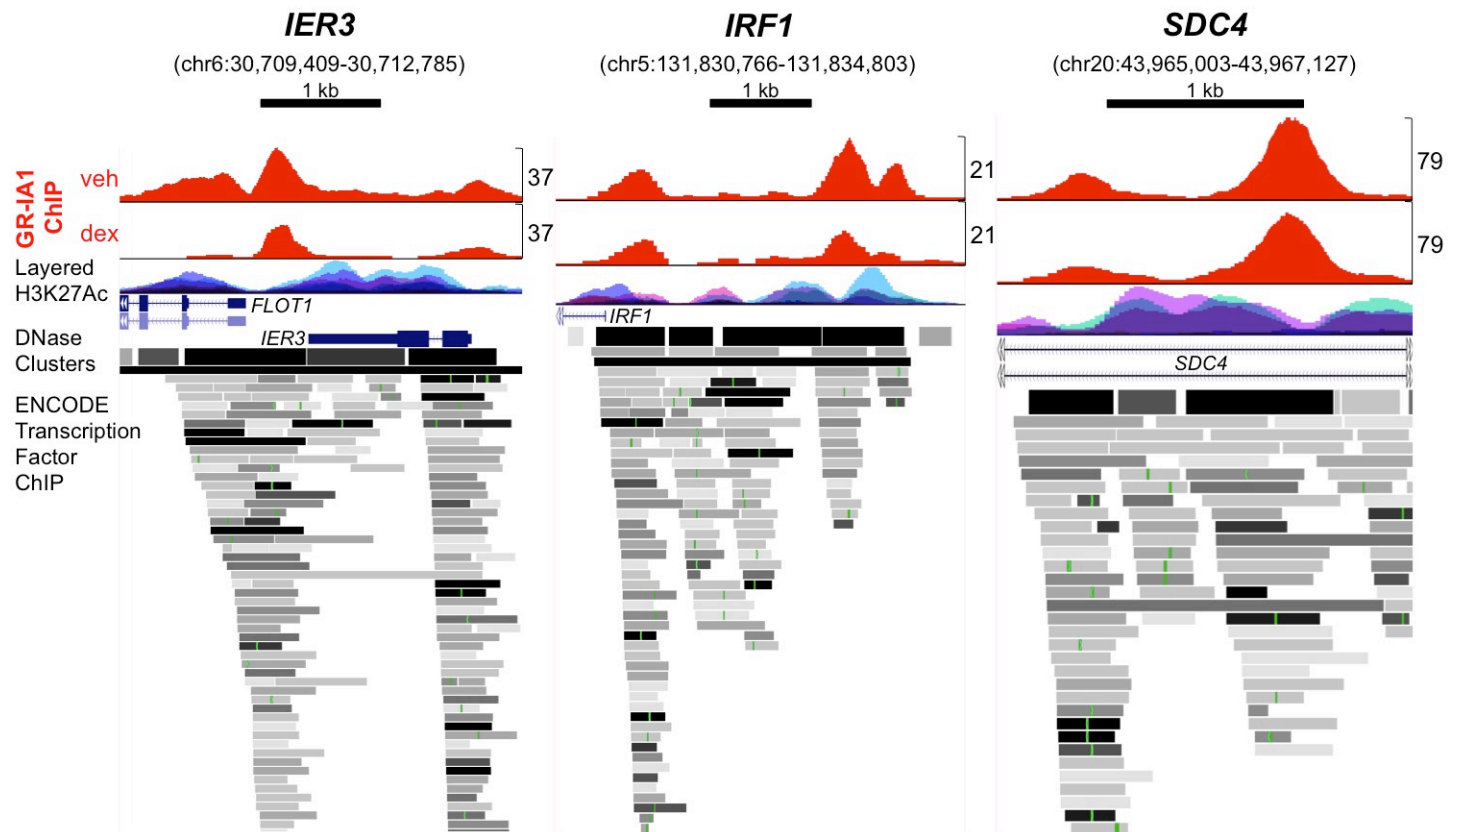 IER3
(chr6:30,709,409-30,712,785)
1 kb
IRF1
(chr5:131,830,766-131,834,803)
1 kb
SDC4
(chr20:43,965,003-43,967,127)
1 kb
GR-IA1
ChIP
veh
37
21
79
dex
37
21
79
Layered
H3K27Ac
FLOT1
IER3
IRF1
SDC4
DNase
Clusters
ENCODE
Transcription
Factor
ChIP